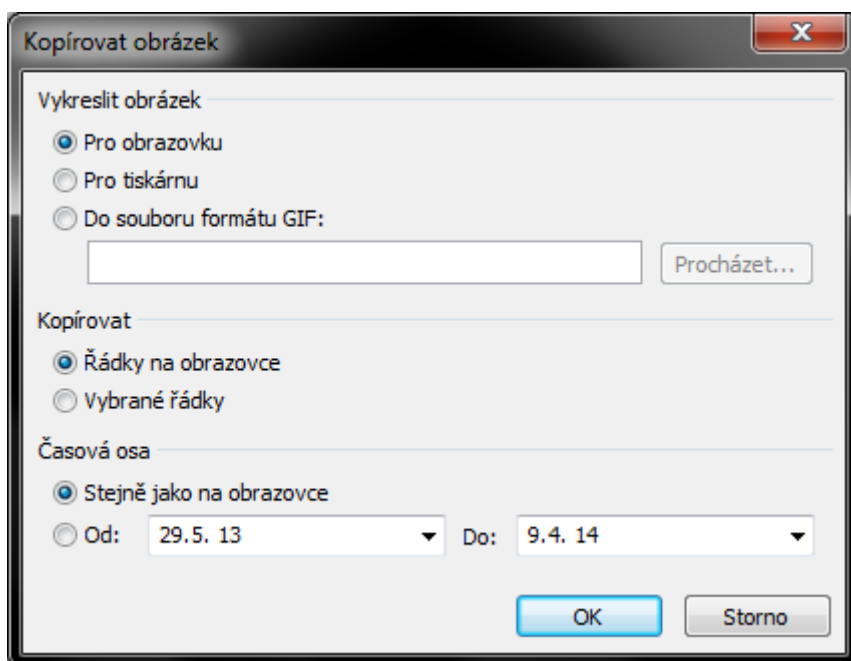 Kopírovat obrázek
Vykreslit obrázek
Pro obrazovku
Pro tiskárnu
Do souboru formátu GIF:
Procházet...
Kopírovat
Řádky na obrazovce
Vybrané řádky
Časová osa
Stejně jako na obrazovce
Od: 29.5. 13 Do: 9.4. 14
OK Storno